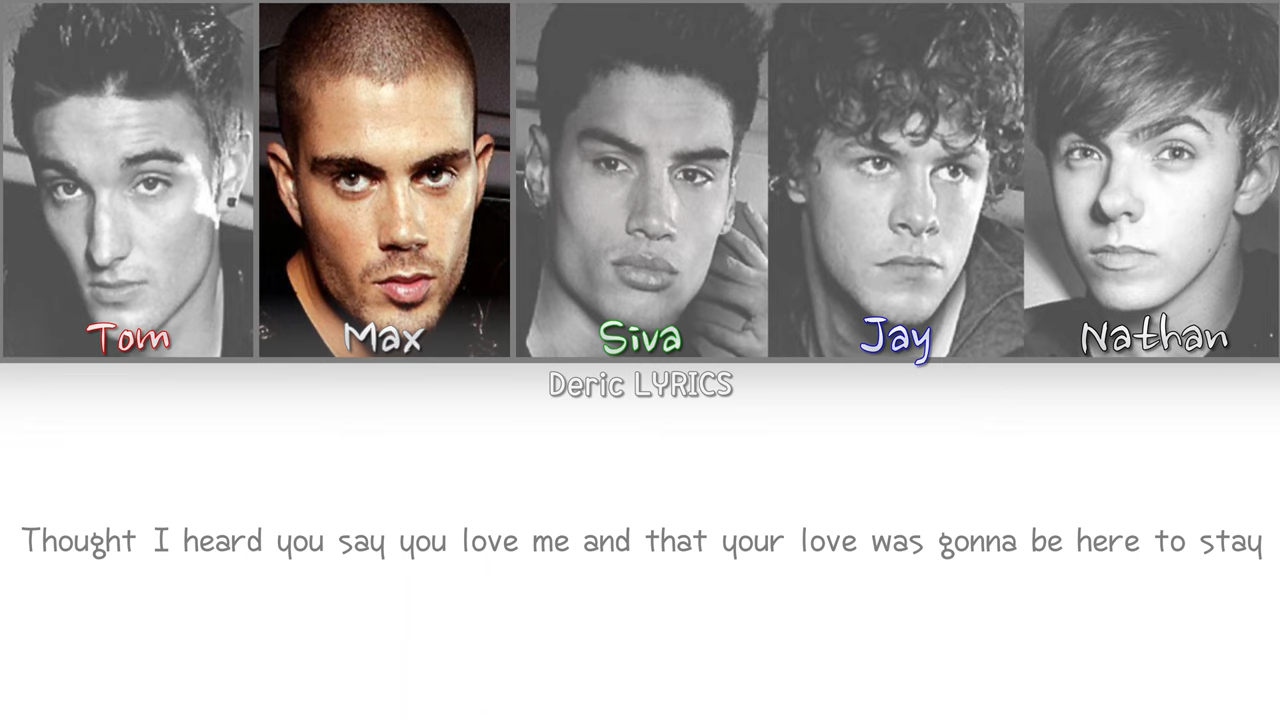 Tom Max Siva Jay Nathan
Deric LYRICS
Thought I heard you say you love me and that your love was gonna be here to stay